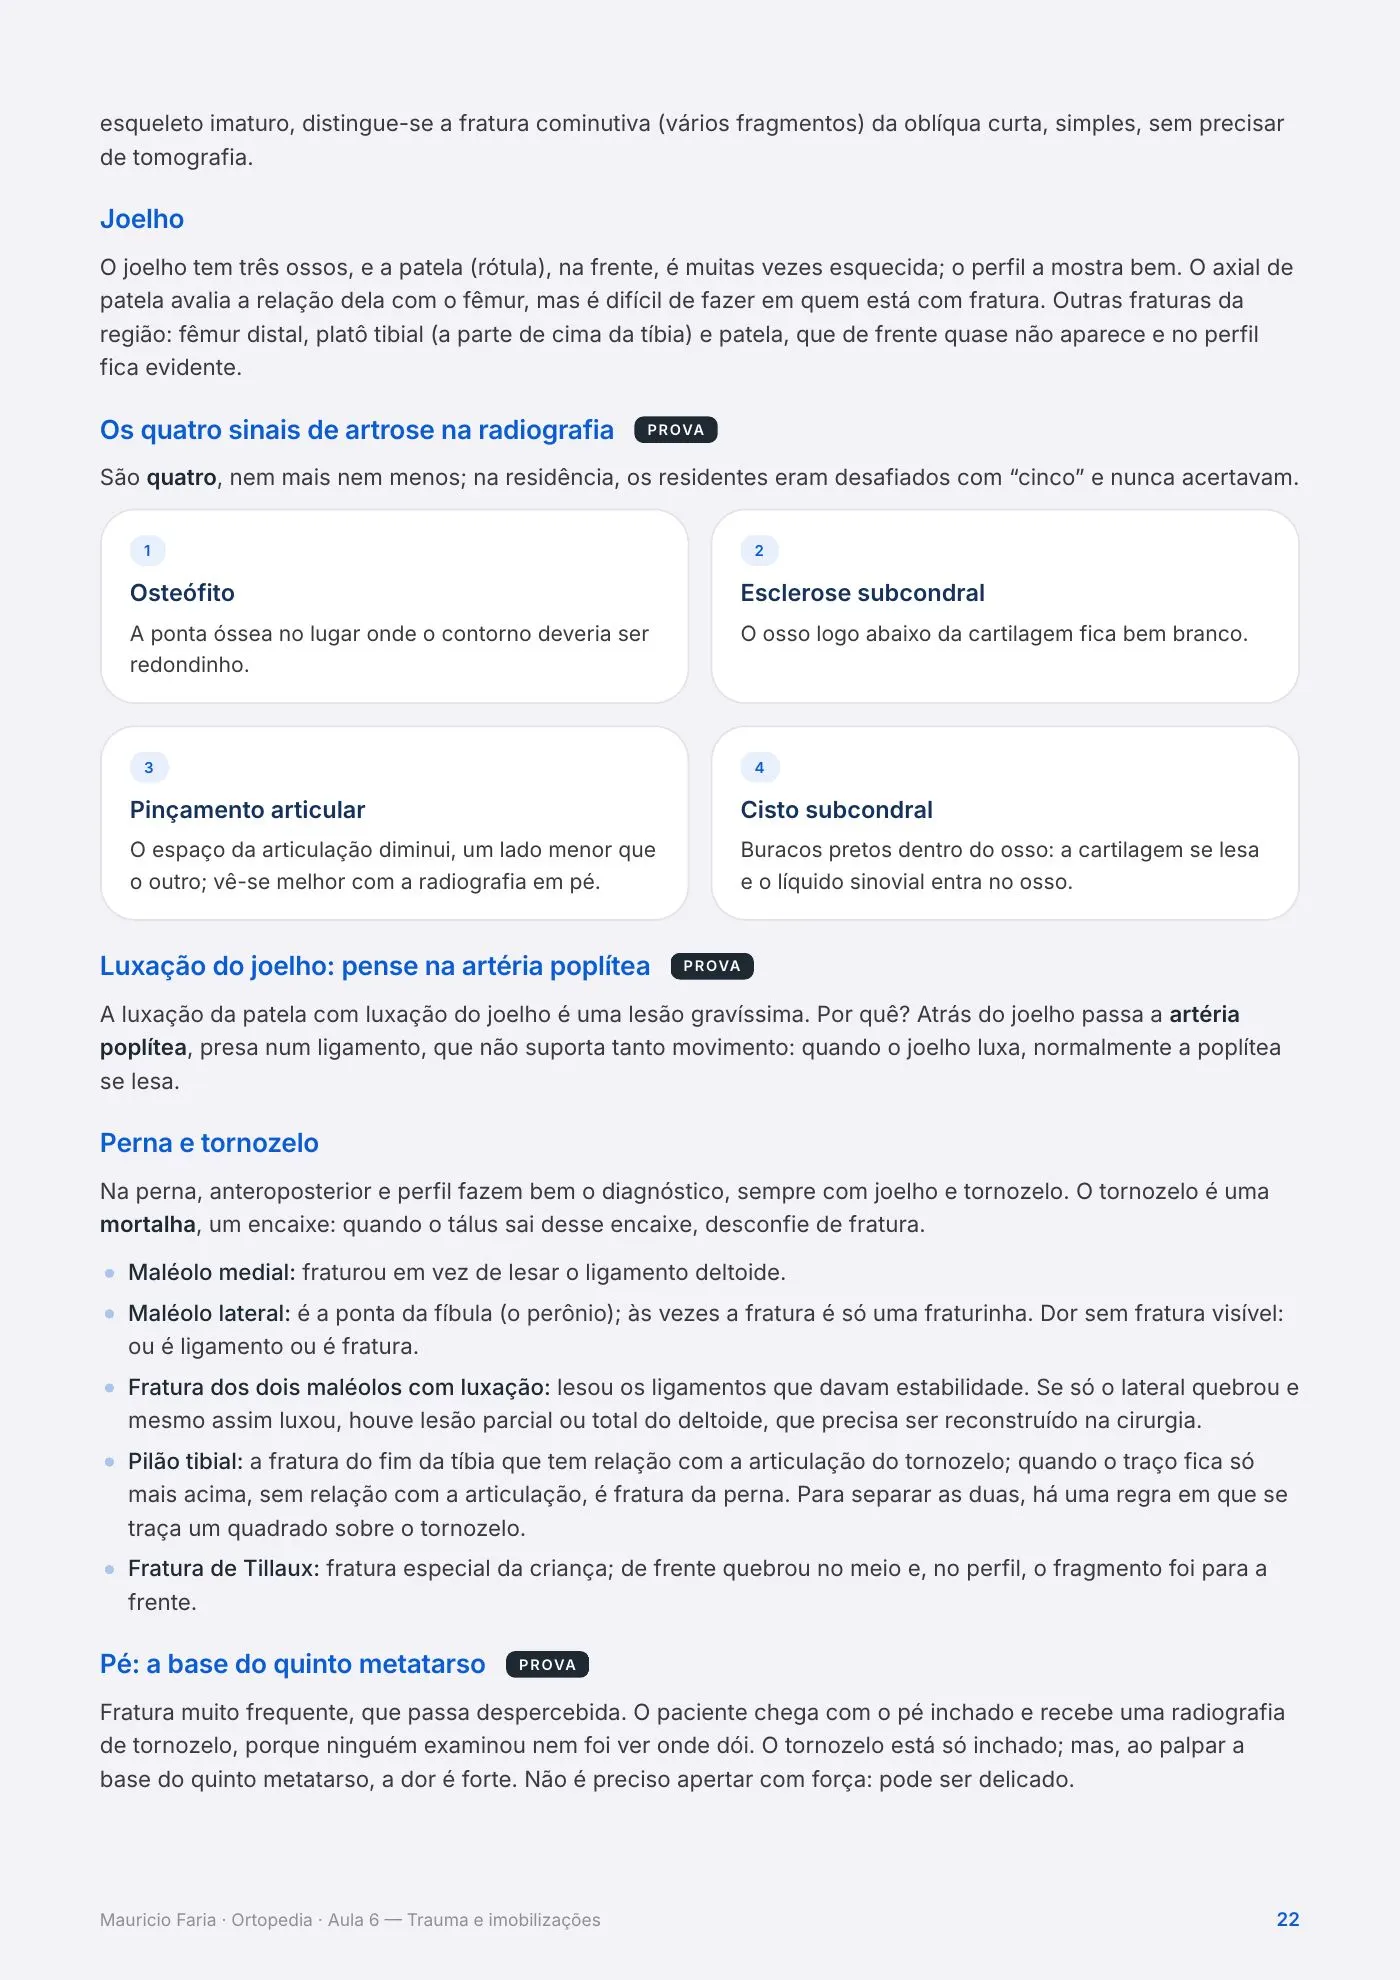 esqueleto imaturo, distingue-se a fratura cominutiva (vários fragmentos) da oblíqua curta, simples, sem precisar
de tomografia.
Joelho
O joelho tem três ossos, e a patela (rótula), na frente, é muitas vezes esquecida; o perfil a mostra bem. O axial de
patela avalia a relação dela com o fêmur, mas é difícil de fazer em quem está com fratura. Outras fraturas da
região: fêmur distal, platô tibial (a parte de cima da tíbia) e patela, que de frente quase não aparece e no perfil
fica evidente.
Os quatro sinais de artrose na radiografia PROVA
São quatro, nem mais nem menos; na residência, os residentes eram desafiados com “cinco” e nunca acertavam.
1
Osteófito
A ponta óssea no lugar onde o contorno deveria ser
redondinho.
2
Esclerose subcondral
O osso logo abaixo da cartilagem fica bem branco.
3
Pinçamento articular
O espaço da articulação diminui, um lado menor que
o outro; vê-se melhor com a radiografia em pé.
4
Cisto subcondral
Buracos pretos dentro do osso: a cartilagem se lesa
e o líquido sinovial entra no osso.
Luxação do joelho: pense na artéria poplítea PROVA
A luxação da patela com luxação do joelho é uma lesão gravíssima. Por quê? Atrás do joelho passa a artéria
poplítea, presa num ligamento, que não suporta tanto movimento: quando o joelho luxa, normalmente a poplítea
se lesa.
Perna e tornozelo
Na perna, anteroposterior e perfil fazem bem o diagnóstico, sempre com joelho e tornozelo. O tornozelo é uma
mortalha, um encaixe: quando o tálus sai desse encaixe, desconfie de fratura.
Maléolo medial: fraturou em vez de lesar o ligamento deltoide.
Maléolo lateral: é a ponta da fíbula (o perônio); às vezes a fratura é só uma fraturinha. Dor sem fratura visível:
ou é ligamento ou é fratura.
Fratura dos dois maléolos com luxação: lesou os ligamentos que davam estabilidade. Se só o lateral quebrou e
mesmo assim luxou, houve lesão parcial ou total do deltoide, que precisa ser reconstruído na cirurgia.
Pilão tibial: a fratura do fim da tíbia que tem relação com a articulação do tornozelo; quando o traço fica só
mais acima, sem relação com a articulação, é fratura da perna. Para separar as duas, há uma regra em que se
traça um quadrado sobre o tornozelo.
Fratura de Tillaux: fratura especial da criança; de frente quebrou no meio e, no perfil, o fragmento foi para a
frente.
Pé: a base do quinto metatarso PROVA
Fratura muito frequente, que passa despercebida. O paciente chega com o pé inchado e recebe uma radiografia
de tornozelo, porque ninguém examinou nem foi ver onde dói. O tornozelo está só inchado; mas, ao palpar a
base do quinto metatarso, a dor é forte. Não é preciso apertar com força: pode ser delicado.
Mauricio Faria · Ortopedia · Aula 6 — Trauma e imobilizações
22